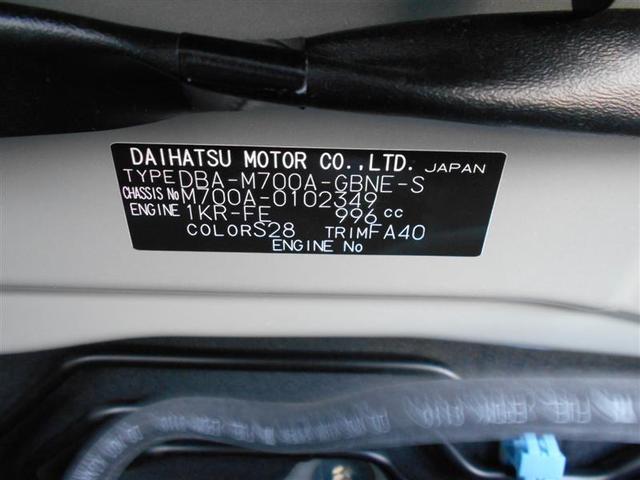 DAIHATSU MOTOR CO.,LTD. JAPAN
TYPE DBA-M700A-GBNE-S
CHASSIS No M700A-0102349
ENGINE 1KR-FE 996 cc
COLOR S28 TRIM FA40
ENGINE No